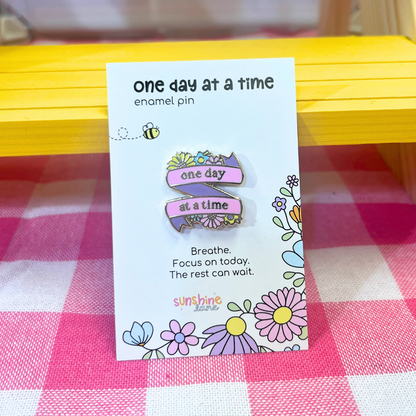 one day at a time
enamel pin
one day
at a time
Breathe.
Focus on today.
The rest can wait.
sunshine
lane